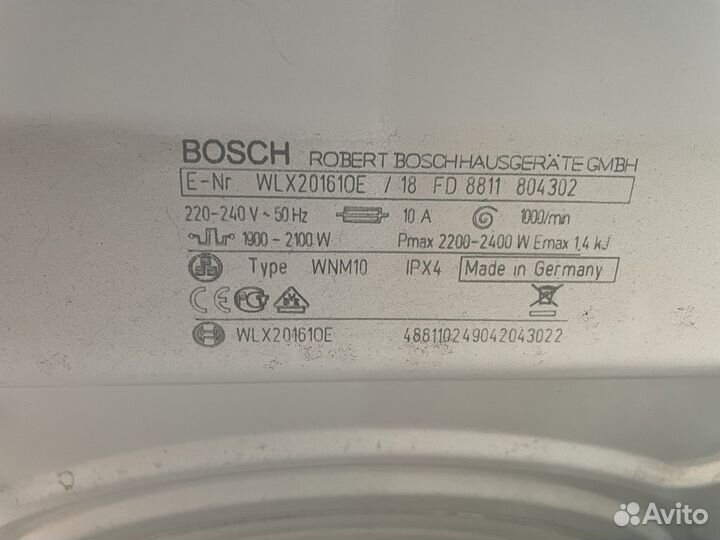 BOSCH ROBERT BOSCH HAUSGERÄTE GMBH
E-Nr WLX20161OE / 18 FD 8811 804302
220-240 V ~ 50 Hz 10 A 1000/min
1900 - 2100 W Pmax 2200-2400 W Emax 1,4 kJ
Type WNM10 IPX4 Made in Germany
CE
WLX20161OE 488110249042043022
Avito